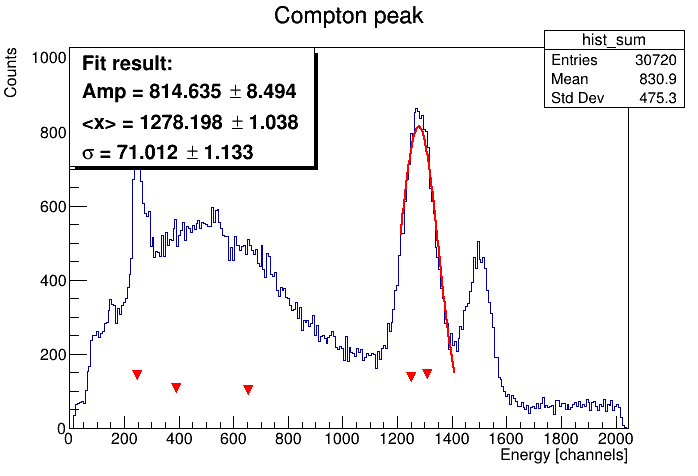 Compton peak
hist_sum
Entries 30720
Mean 830.9
Std Dev 475.3
Counts
Fit result:
Amp = 814.635 ± 8.494
<x> = 1278.198 ± 1.038
σ = 71.012 ± 1.133
1000
800
600
400
200
0
0 200 400 600 800 1000 1200 1400 1600 1800 2000
Energy [channels]